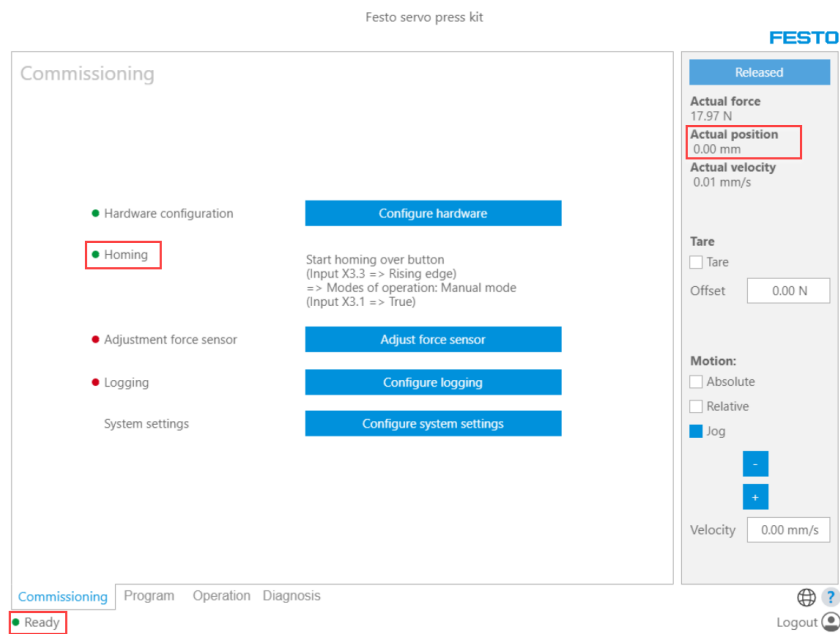 Festo servo press kit
FESTO
Commissioning
Hardware configuration
Configure hardware
Homing
Start homing over button
(Input X3.3 => Rising edge)
=> Modes of operation: Manual mode
(Input X3.1 => True)
Adjustment force sensor
Adjust force sensor
Logging
Configure logging
System settings
Configure system settings
Released
Actual force
17.97 N
Actual position
0.00 mm
Actual velocity
0.01 mm/s
Tare
Tare
Offset
0.00 N
Motion:
Absolute
Relative
Jog
-
+
Velocity
0.00 mm/s
Commissioning
Program
Operation
Diagnosis
?
Ready
Logout